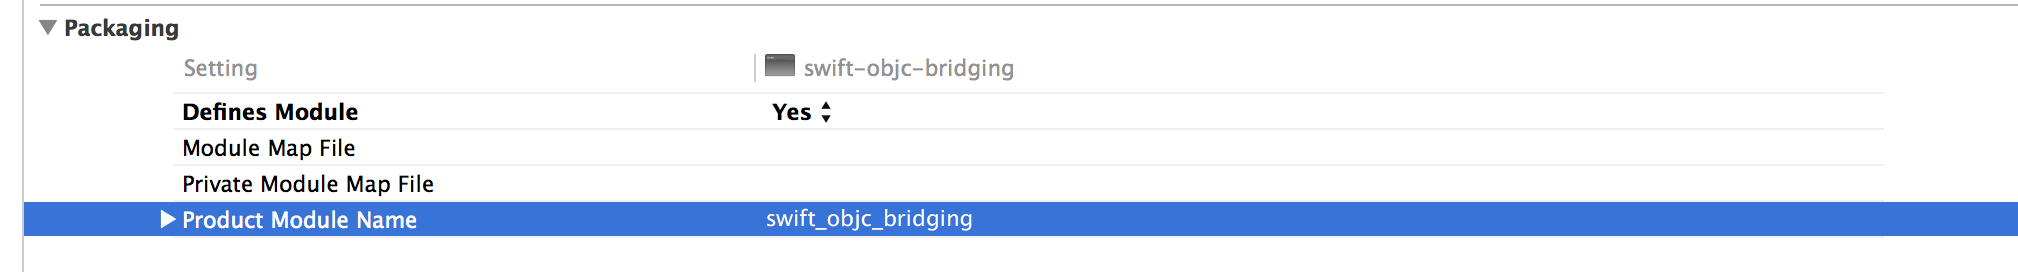 Packaging
Setting swift-objc-bridging
Defines Module Yes
Module Map File
Private Module Map File
Product Module Name swift_objc_bridging